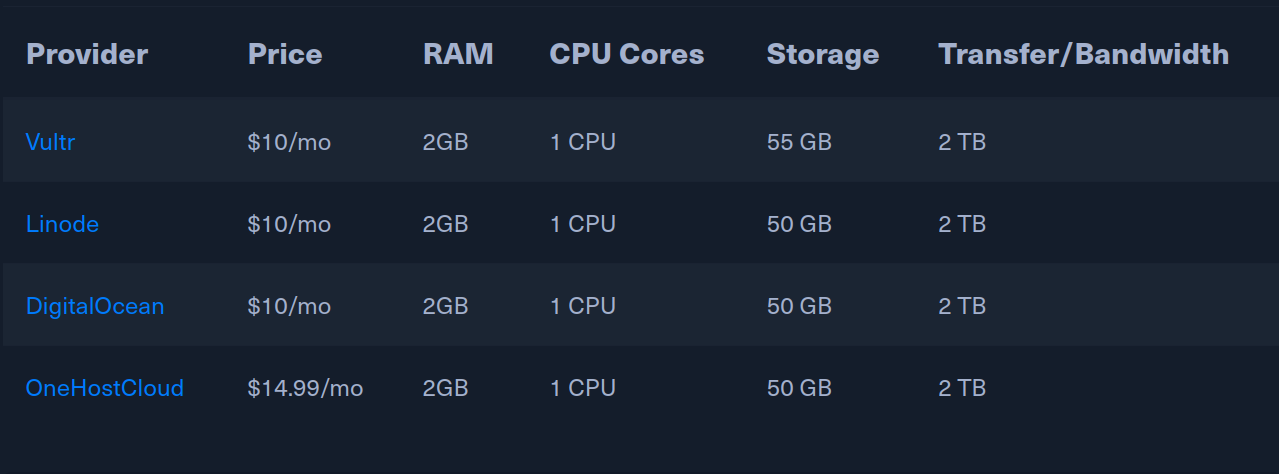 Provider Price RAM CPU Cores Storage Transfer/Bandwidth
Vultr $10/mo 2GB 1 CPU 55 GB 2 TB
Linode $10/mo 2GB 1 CPU 50 GB 2 TB
DigitalOcean $10/mo 2GB 1 CPU 50 GB 2 TB
OneHostCloud $14.99/mo 2GB 1 CPU 50 GB 2 TB